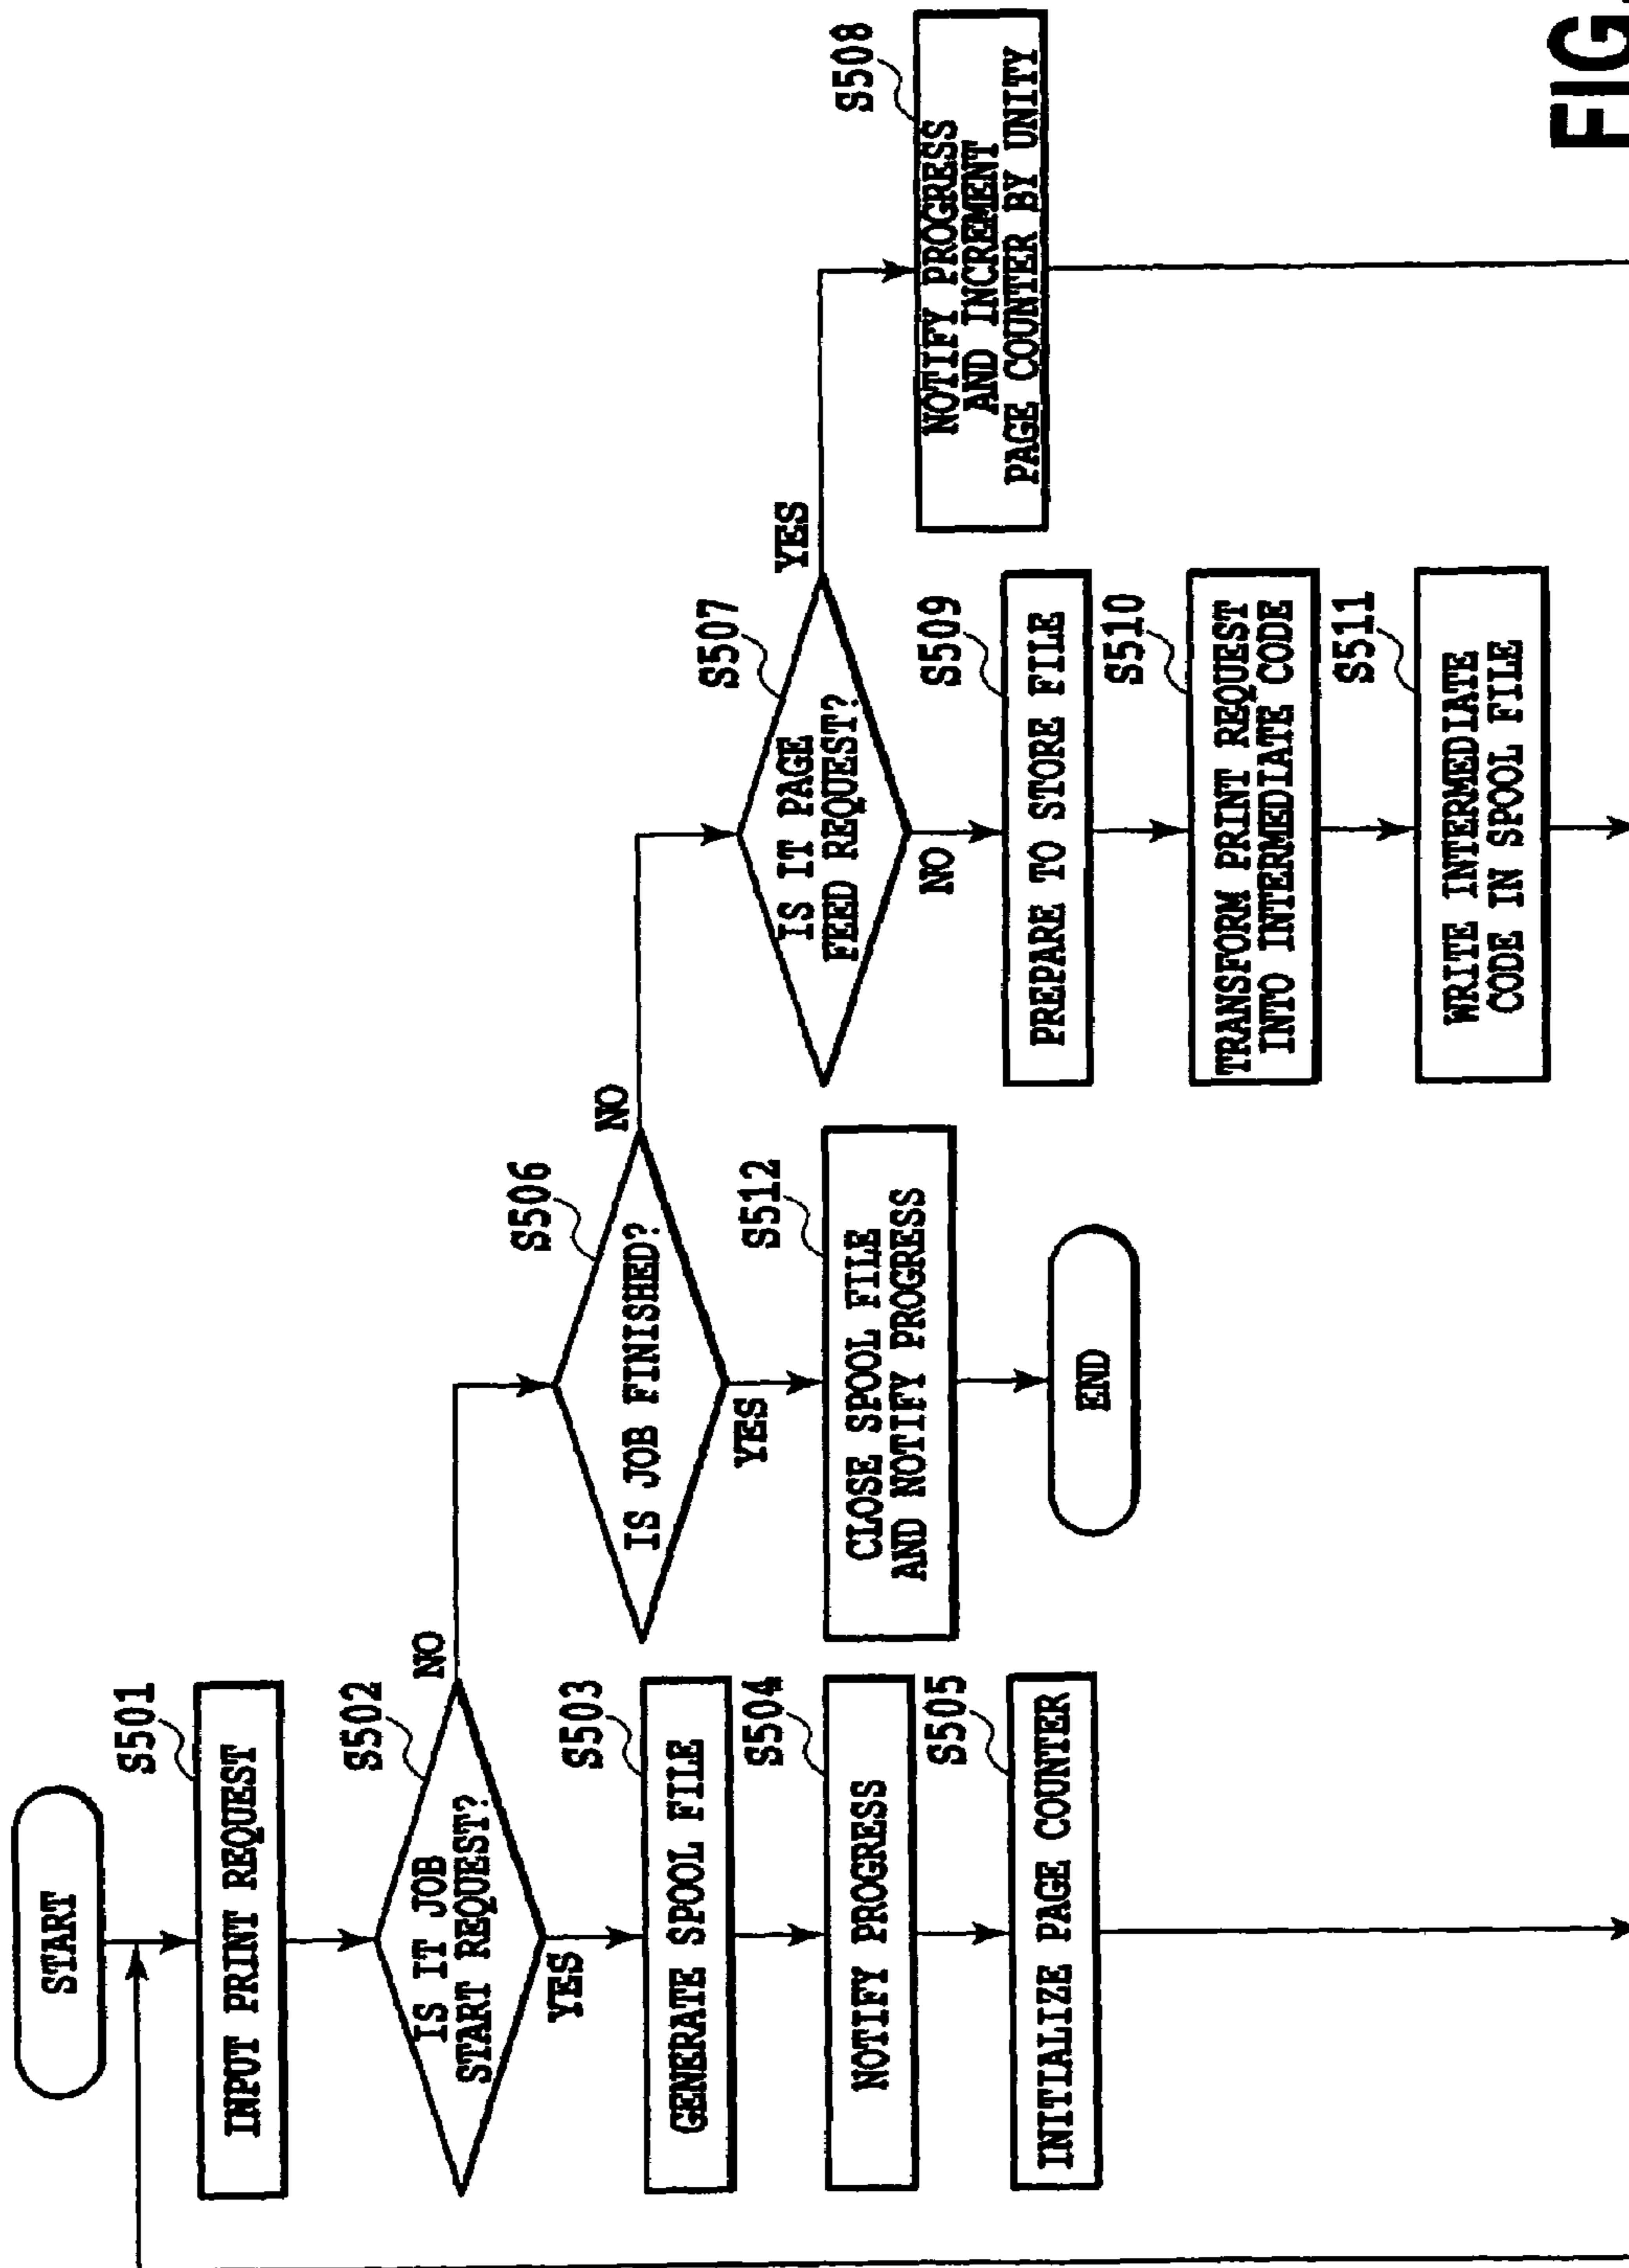 START
S501
INPUT PRINT REQUEST
S502
IS IT JOB
START REQUEST?
NO
YES
S503
GENERATE SPOOL FILE
S504
NOTIFY PROGRESS
S505
INITIALIZE PAGE COUNTER
S506
IS JOB FINISHED?
NO
YES
S512
CLOSE SPOOL FILE
AND NOTIFY PROGRESS
END
S507
IS IT PAGE
FEED REQUEST?
YES
NO
S508
NOTIFY PROGRESS
AND INCREMENT
PAGE COUNTER BY UNITY
S509
PREPARE TO STORE FILE
S510
TRANSFORM PRINT REQUEST
INTO INTERMEDIATE CODE
S511
WRITE INTERMEDIATE
CODE IN SPOOL FILE
FIG.